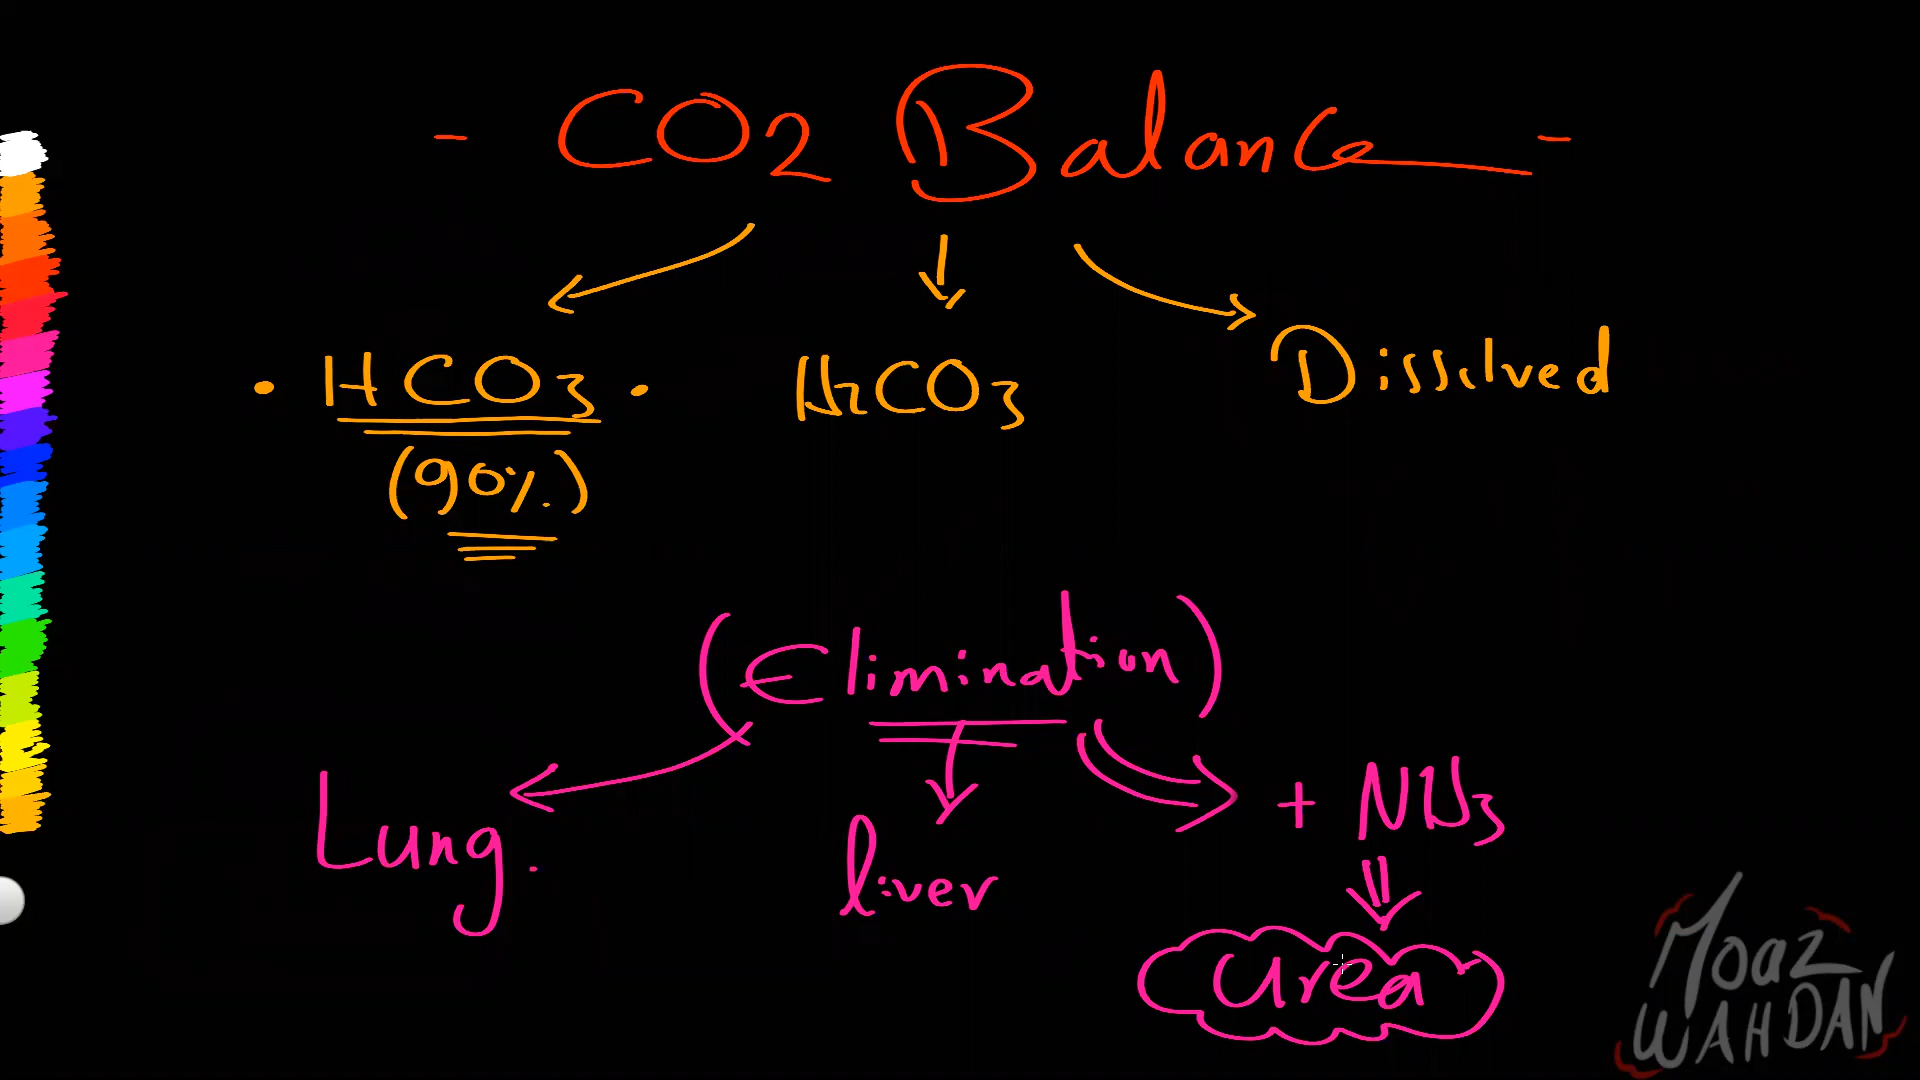 - CO2 Balance -
. HCO3 . H2CO3 Dissolved
(90%)
(Elimination)
Lung. liver + NH3
Urea
MOAZ
WAHDAN